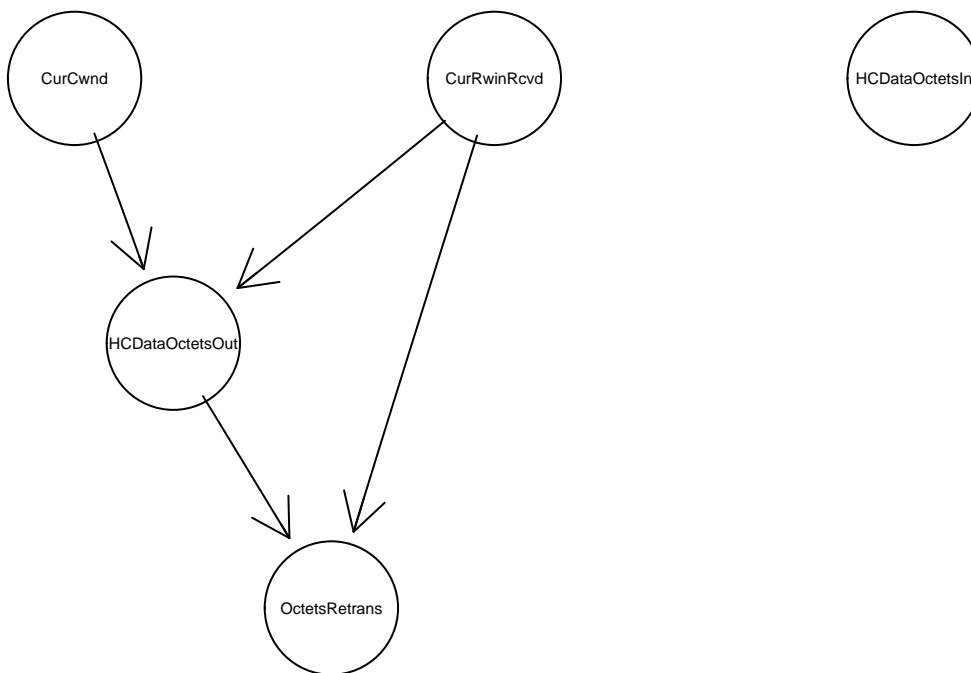 CurCwnd
CurRwinRcvd
HCDataOctetsIn
HCDataOctetsOut
OctetsRetrans